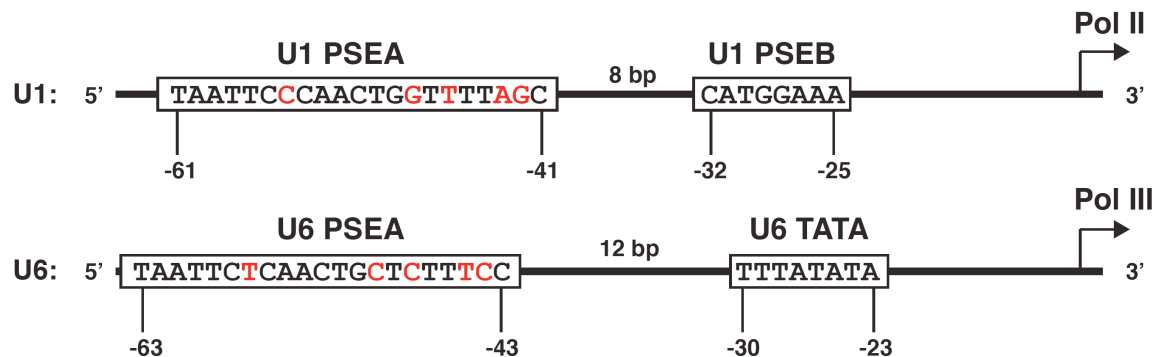 Pol II
U1 PSEA
U1 PSEB
8 bp
U1: 5’ TAATTCCCAACTGGTTTTAGC CATGGAAA 3’
-61 -41 -32 -25
Pol III
U6 PSEA
U6 TATA
12 bp
U6: 5’ TAATTCTCAACTGCTCTTTCC TTTATATA 3’
-63 -43 -30 -23